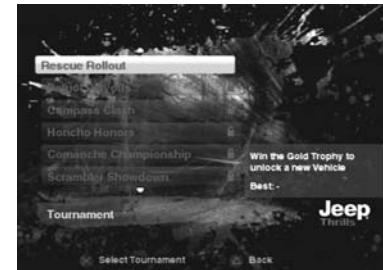 Rescue Rollout
Compass Clash
Honcho Honors
Comanche Championship
Scrambler Showdown
Win the Gold Trophy to
unlock a new Vehicle
Best: -
Tournament
Jeep
Thrills
Select Tournament
Back